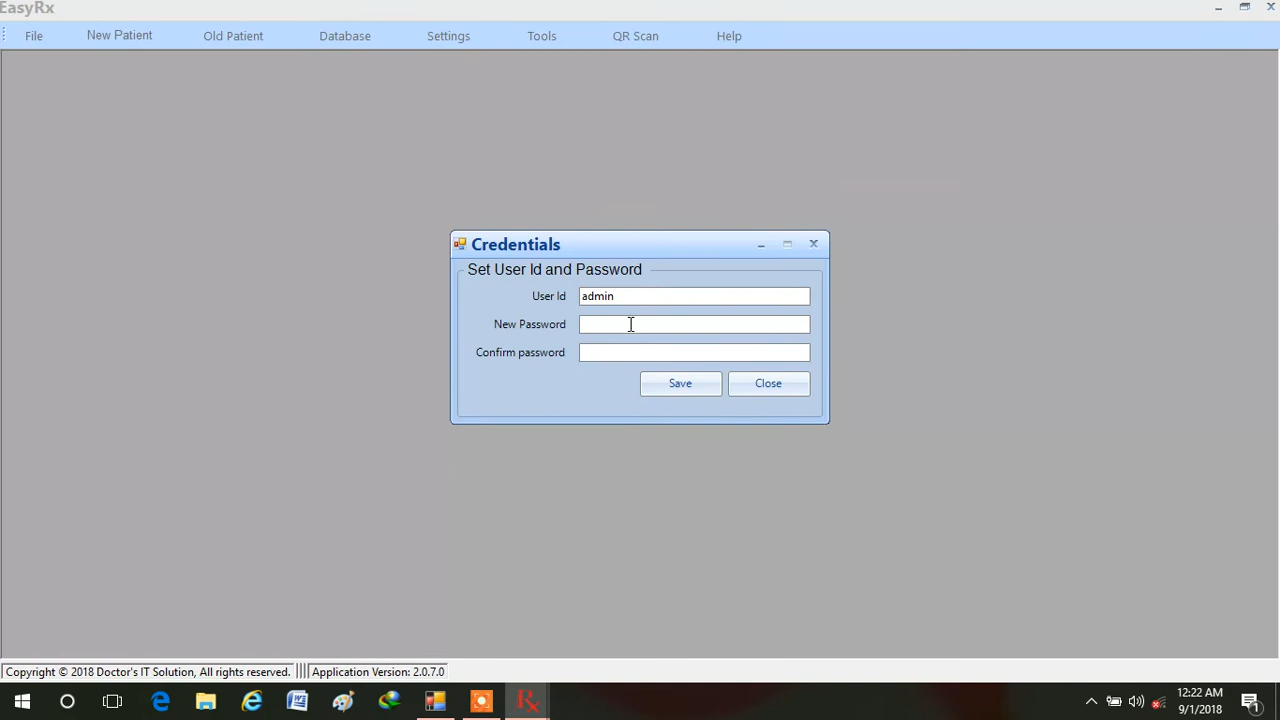 EasyRx
File New Patient Old Patient Database Settings Tools QR Scan Help
Credentials
Set User Id and Password
User Id admin
New Password
Confirm password
Save Close
Copyright © 2018 Doctor's IT Solution, All rights reserved. Application Version: 2.0.7.0
12:22 AM
9/1/2018